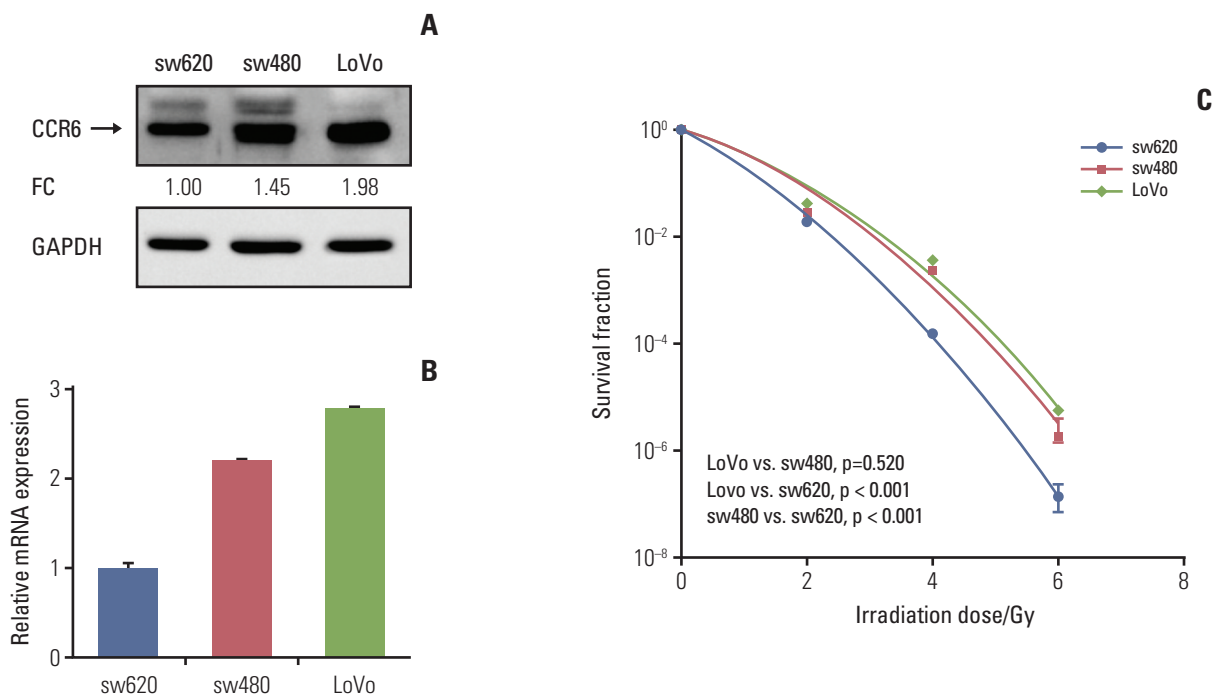 A
sw620 sw480 LoVo
CCR6
FC 1.00 1.45 1.98
GAPDH
B
Relative mRNA expression
3
2
1
0
sw620 sw480 LoVo
C
sw620
sw480
LoVo
Survival fraction
10⁰
10⁻²
10⁻⁴
10⁻⁶
10⁻⁸
LoVo vs. sw480, p=0.520
Lovo vs. sw620, p < 0.001
sw480 vs. sw620, p < 0.001
0 2 4 6 8
Irradiation dose/Gy